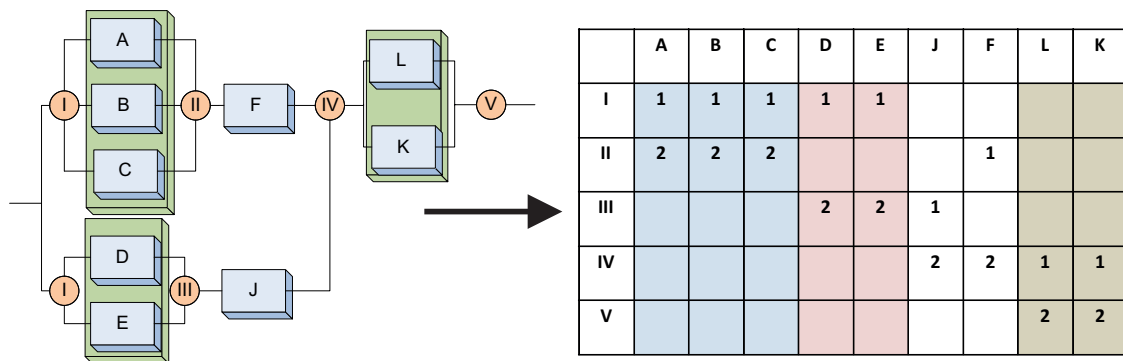 A
B
C
I
II
F
IV
L
K
V
D
E
I
III
J
A B C D E J F L K
I 1 1 1 1 1
II 2 2 2 1
III 2 2 1
IV 2 2 1 1
V 2 2